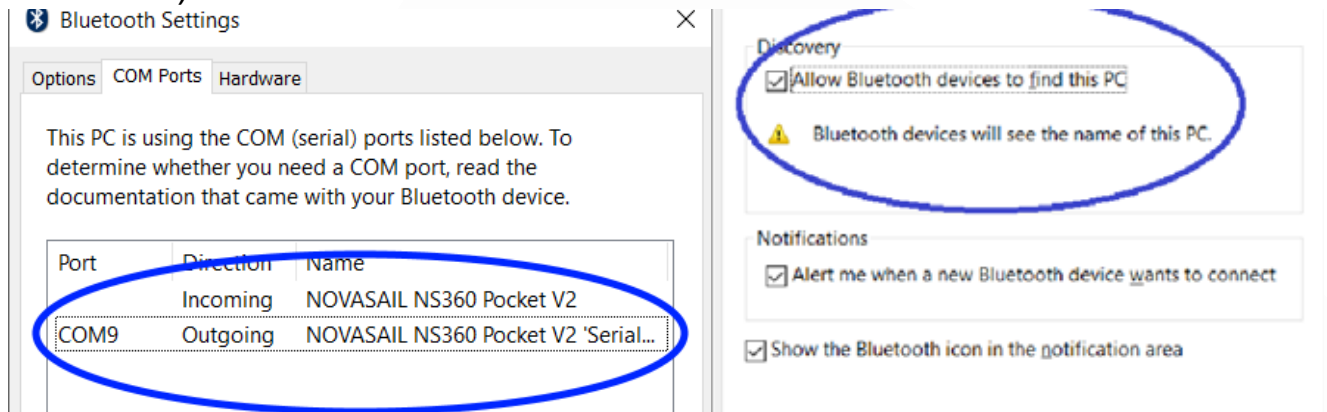 Bluetooth Settings
Options COM Ports Hardware
This PC is using the COM (serial) ports listed below. To
determine whether you need a COM port, read the
documentation that came with your Bluetooth device.
Port Direction Name
Incoming NOVASAIL NS360 Pocket V2
COM9 Outgoing NOVASAIL NS360 Pocket V2 'Serial...
Discovery
Allow Bluetooth devices to find this PC
Bluetooth devices will see the name of this PC.
Notifications
Alert me when a new Bluetooth device wants to connect
Show the Bluetooth icon in the notification area